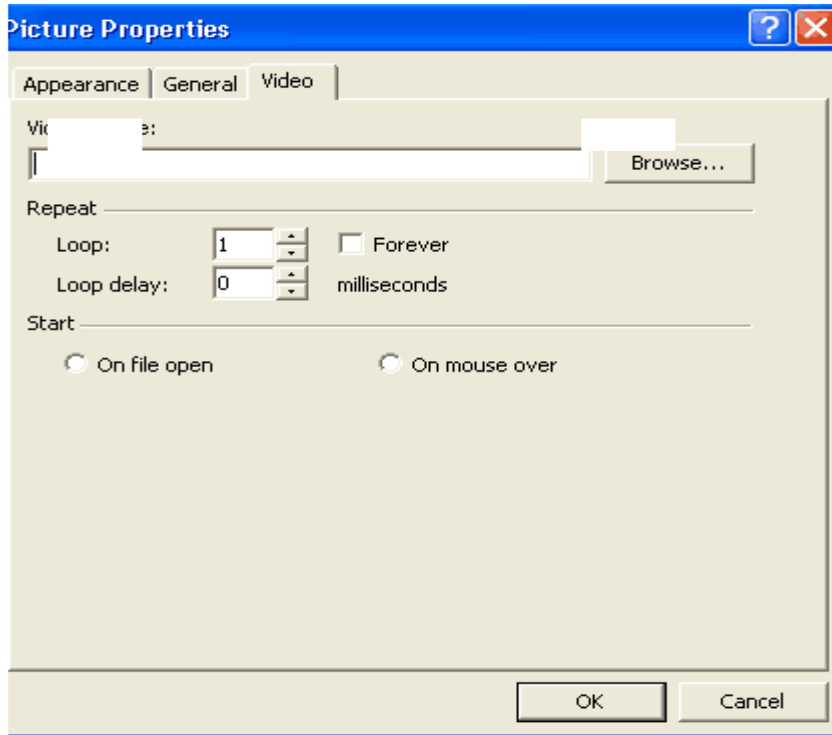 Picture Properties
Appearance General Video
Browse...
Repeat
Loop: 1 Forever
Loop delay: 0 milliseconds
Start
On file open On mouse over
OK Cancel